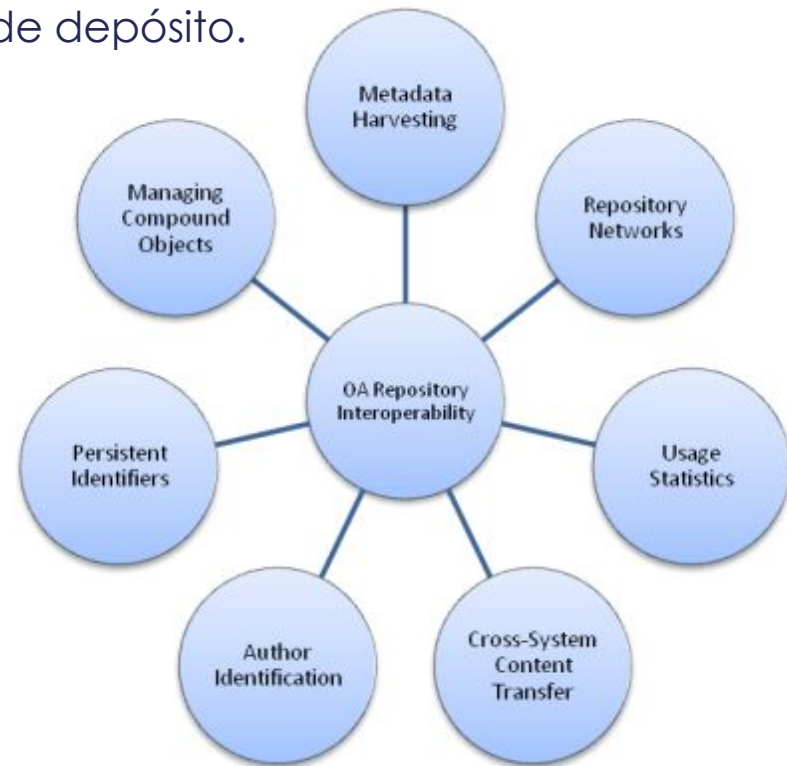 de depósito.
Metadata
Harvesting
Managing
Compound
Objects
Repository
Networks
OA Repository
Interoperability
Persistent
Identifiers
Usage
Statistics
Author
Identification
Cross-System
Content
Transfer